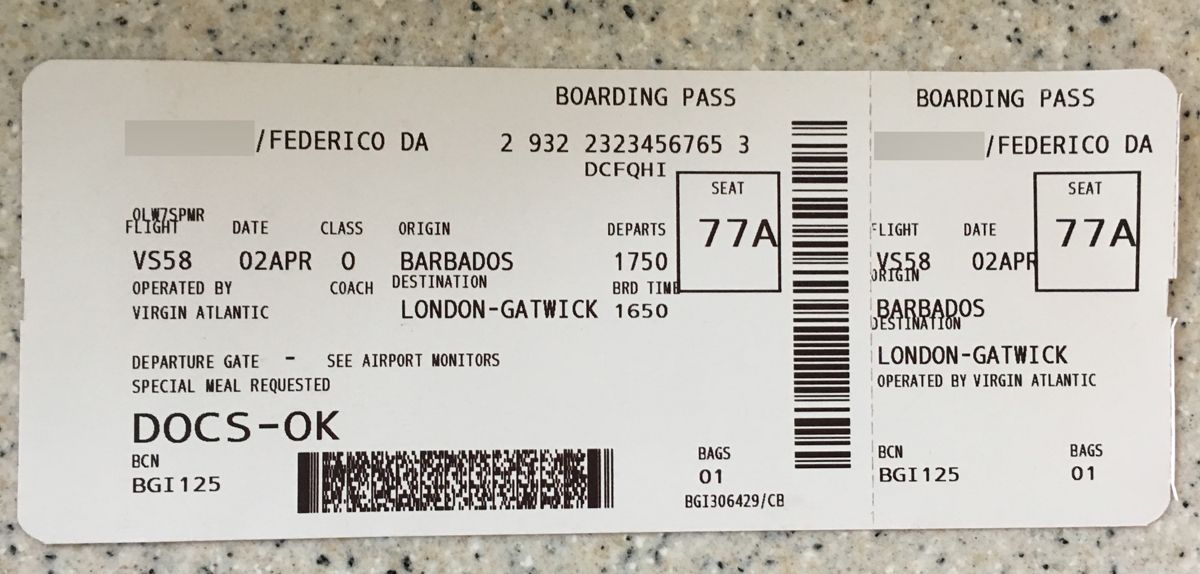 BOARDING PASS
/FEDERICO DA 2 932 2323456765 3
DCFQHI
SEAT
77A
OLW7SPMR
FLIGHT DATE CLASS ORIGIN DEPARTS
VS58 02APR O BARBADOS 1750
OPERATED BY COACH DESTINATION BRD TIME
VIRGIN ATLANTIC LONDON-GATWICK 1650
DEPARTURE GATE - SEE AIRPORT MONITORS
SPECIAL MEAL REQUESTED
DOCS-OK
BCN BAGS
BGI125 01
BGI306429/CB
BOARDING PASS
/FEDERICO DA
SEAT
77A
FLIGHT DATE
VS58 02APR
ORIGIN
BARBADOS
DESTINATION
LONDON-GATWICK
OPERATED BY VIRGIN ATLANTIC
BCN BAGS
BGI125 01